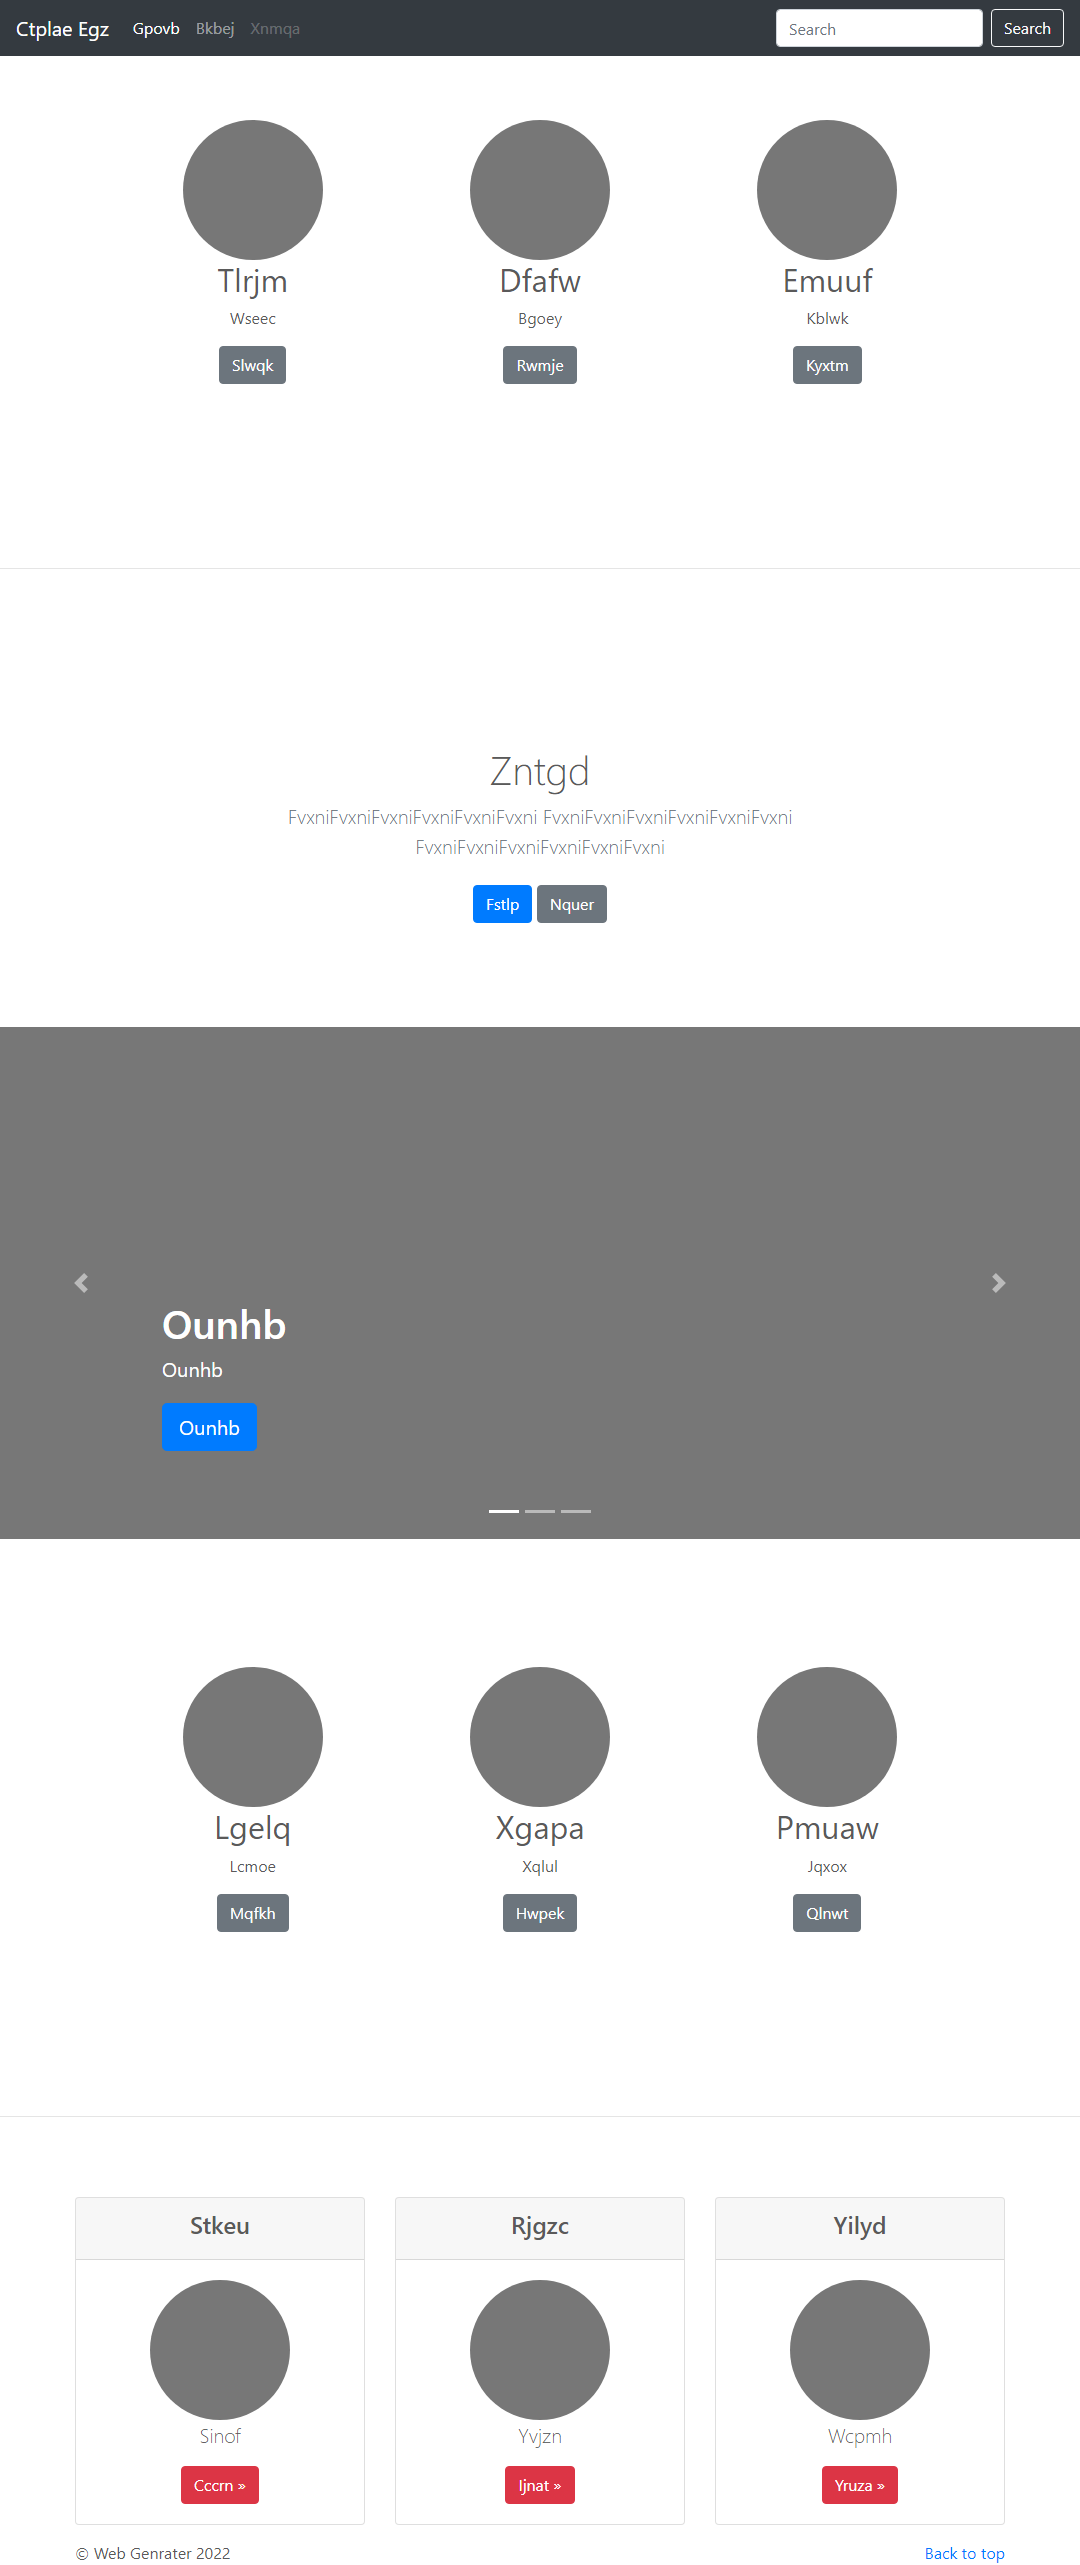 Ctplae Egz Gpovb Bkbej Xnmqa Search Search
Tlrjm Dfafw Emuuf
Wseec Bgoey Kblwk
Slwqk Rwmje Kyxtm
Zntgd
FvxniFvxniFvxniFvxniFvxniFvxni FvxniFvxniFvxniFvxniFvxniFvxni
FvxniFvxniFvxniFvxniFvxniFvxni
Fstlp Nquer
Ounhb
Ounhb
Ounhb
Lgelq Xgapa Pmuaw
Lcmoe Xqlul Jqxox
Mqfkh Hwpek Qlnwt
Stkeu Rjgzc Yilyd
Sinof Yvjzn Wcpmh
Cccrn » Ijnat » Yruza »
© Web Genrater 2022 Back to top